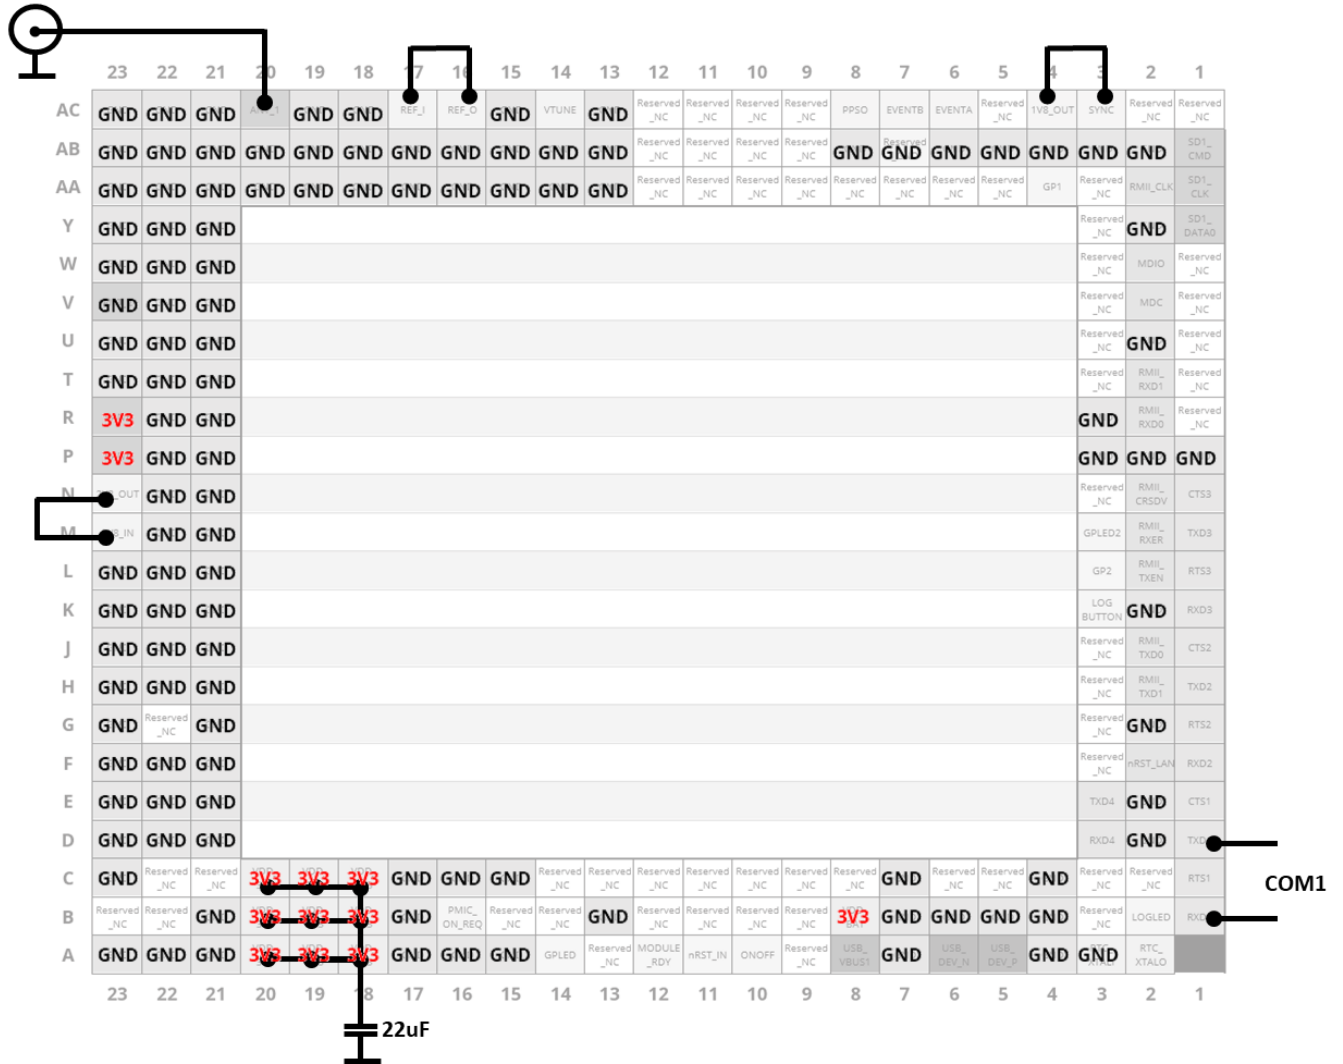 23 22 21 20 19 18 17 16 15 14 13 12 11 10 9 8 7 6 5 4 3 2 1
AC GND GND GND GND GND REF_I REF_O GND VTUNE GND Reserved_NC Reserved_NC Reserved_NC Reserved_NC PPSO EVENTB EVENTA Reserved_NC 1V8_OUT SYNC Reserved_NC Reserved_NC
AB GND GND GND GND GND GND GND GND GND GND GND Reserved_NC Reserved_NC Reserved_NC Reserved_NC GND Reserved GND GND GND GND GND GND SD1_CMD
AA GND GND GND GND GND GND GND GND GND GND GND Reserved_NC Reserved_NC Reserved_NC Reserved_NC Reserved_NC Reserved_NC Reserved_NC Reserved_NC GP1 Reserved_NC RMII_CLK SD1_CLK
Y GND GND GND Reserved_NC GND SD1_DATA0
W GND GND GND Reserved_NC MDIO Reserved_NC
V GND GND GND Reserved_NC MDC Reserved_NC
U GND GND GND Reserved_NC GND Reserved_NC
T GND GND GND Reserved_NC RMII_RXD1 Reserved_NC
R 3V3 GND GND GND RMII_RXD0 Reserved_NC
P 3V3 GND GND GND GND GND
N _OUT GND GND Reserved_NC RMII_CRSDV CTS3
M _IN GND GND GPLED2 RMII_RXER TXD3
L GND GND GND GP2 RMII_TXEN RTS3
K GND GND GND LOG BUTTON GND RXD3
J GND GND GND Reserved_NC RMII_TXD0 CTS2
H GND GND GND Reserved_NC RMII_TXD1 TXD2
G GND Reserved_NC GND Reserved_NC GND RTS2
F GND GND GND Reserved_NC nRST_LAN RXD2
E GND GND GND TXD4 GND CTS1
D GND GND GND RXD4 GND TXD
C GND Reserved_NC Reserved_NC 3V3 3V3 3V3 GND GND GND Reserved_NC Reserved_NC Reserved_NC Reserved_NC Reserved_NC Reserved_NC Reserved_NC GND Reserved_NC Reserved_NC GND Reserved_NC Reserved_NC RTS1
COM1
B Reserved_NC Reserved_NC GND 3V3 3V3 3V3 GND PMIC_ON_REQ Reserved_NC Reserved_NC GND Reserved_NC Reserved_NC Reserved_NC Reserved_NC 3V3 GND GND GND GND Reserved_NC LOGLED RXD
A GND GND GND 3V3 3V3 3V3 GND GND GND GPLED Reserved_NC MODULE_RDY nRST_IN ONOFF Reserved_NC USB_VBUS1 GND USB_DEV_N USB_DEV_P GND GND RTC_XTALO
23 22 21 20 19 18 17 16 15 14 13 12 11 10 9 8 7 6 5 4 3 2 1
22uF